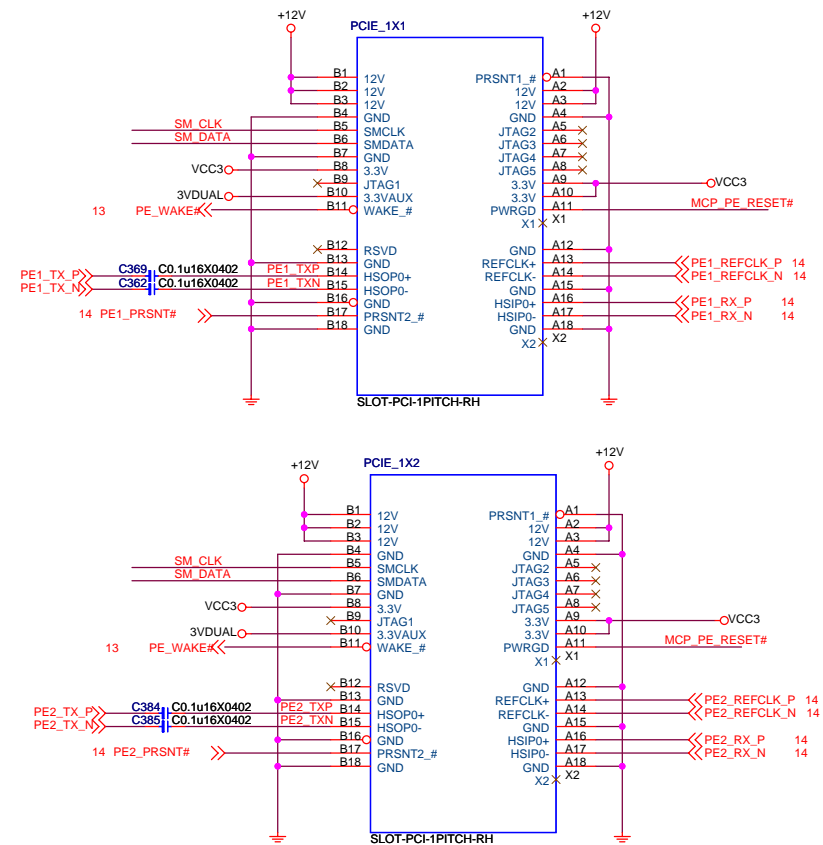 +12V +12V
PCIE_1X1
B1 12V PRSNT1_# A1
B2 12V 12V A2
B3 12V 12V A3
B4 GND GND A4
SM_CLK B5 SMCLK JTAG2 A5
SM_DATA B6 SMDATA JTAG3 A6
B7 GND JTAG4 A7
VCC3 B8 3.3V JTAG5 A8
B9 JTAG1 3.3V A9 VCC3
3VDUAL B10 3.3VAUX 3.3V A10
13 PE_WAKE# B11 WAKE_# PWRGD A11 MCP_PE_RESET#
X1 X1
B12 RSVD GND A12
B13 GND REFCLK+ A13 PE1_REFCLK_P 14
PE1_TX_P C369 C0.1u16X0402 PE1_TXP B14 HSOP0+ REFCLK- A14 PE1_REFCLK_N 14
PE1_TX_N C362 C0.1u16X0402 PE1_TXN B15 HSOP0- GND A15
B16 GND HSIP0+ A16 PE1_RX_P 14
14 PE1_PRSNT# B17 PRSNT2_# HSIP0- A17 PE1_RX_N 14
B18 GND GND A18
X2 X2
SLOT-PCI-1PITCH-RH
+12V +12V
PCIE_1X2
B1 12V PRSNT1_# A1
B2 12V 12V A2
B3 12V 12V A3
B4 GND GND A4
SM_CLK B5 SMCLK JTAG2 A5
SM_DATA B6 SMDATA JTAG3 A6
B7 GND JTAG4 A7
VCC3 B8 3.3V JTAG5 A8
B9 JTAG1 3.3V A9 VCC3
3VDUAL B10 3.3VAUX 3.3V A10
13 PE_WAKE# B11 WAKE_# PWRGD A11 MCP_PE_RESET#
X1 X1
B12 RSVD GND A12
B13 GND REFCLK+ A13 PE2_REFCLK_P 14
PE2_TX_P C384 C0.1u16X0402 PE2_TXP B14 HSOP0+ REFCLK- A14 PE2_REFCLK_N 14
PE2_TX_N C385 C0.1u16X0402 PE2_TXN B15 HSOP0- GND A15
B16 GND HSIP0+ A16 PE2_RX_P 14
14 PE2_PRSNT# B17 PRSNT2_# HSIP0- A17 PE2_RX_N 14
B18 GND GND A18
X2 X2
SLOT-PCI-1PITCH-RH